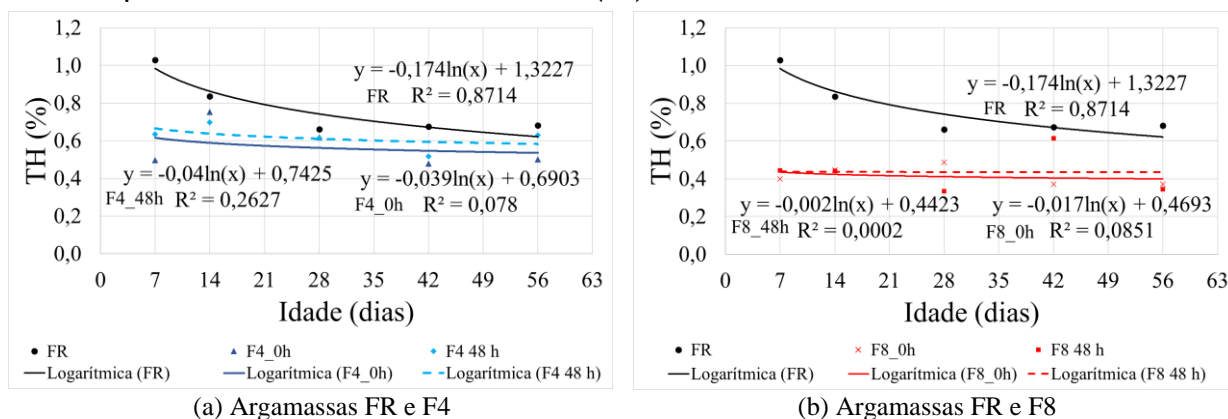 1,2
1,0
0,8
0,6
0,4
0,2
0,0
TH (%)
y = -0,174ln(x) + 1,3227
FR R² = 0,8714
y = -0,04ln(x) + 0,7425
F4_48h R² = 0,2627
y = -0,039ln(x) + 0,6903
F4_0h R² = 0,078
0 7 14 21 28 35 42 49 56 63
Idade (dias)
FR F4_0h F4 48 h
Logarítmica (FR) Logarítmica (F4_0h) Logarítmica (F4 48 h)
(a) Argamassas FR e F4
1,2
1,0
0,8
0,6
0,4
0,2
0,0
TH (%)
y = -0,174ln(x) + 1,3227
FR R² = 0,8714
y = -0,002ln(x) + 0,4423
F8_48h R² = 0,0002
y = -0,017ln(x) + 0,4693
F8_0h R² = 0,0851
0 7 14 21 28 35 42 49 56 63
Idade (dias)
FR F8_0h F8 48 h
Logarítmica (FR) Logarítmica (F8_0h) Logarítmica (F8 48 h)
(b) Argamassas FR e F8